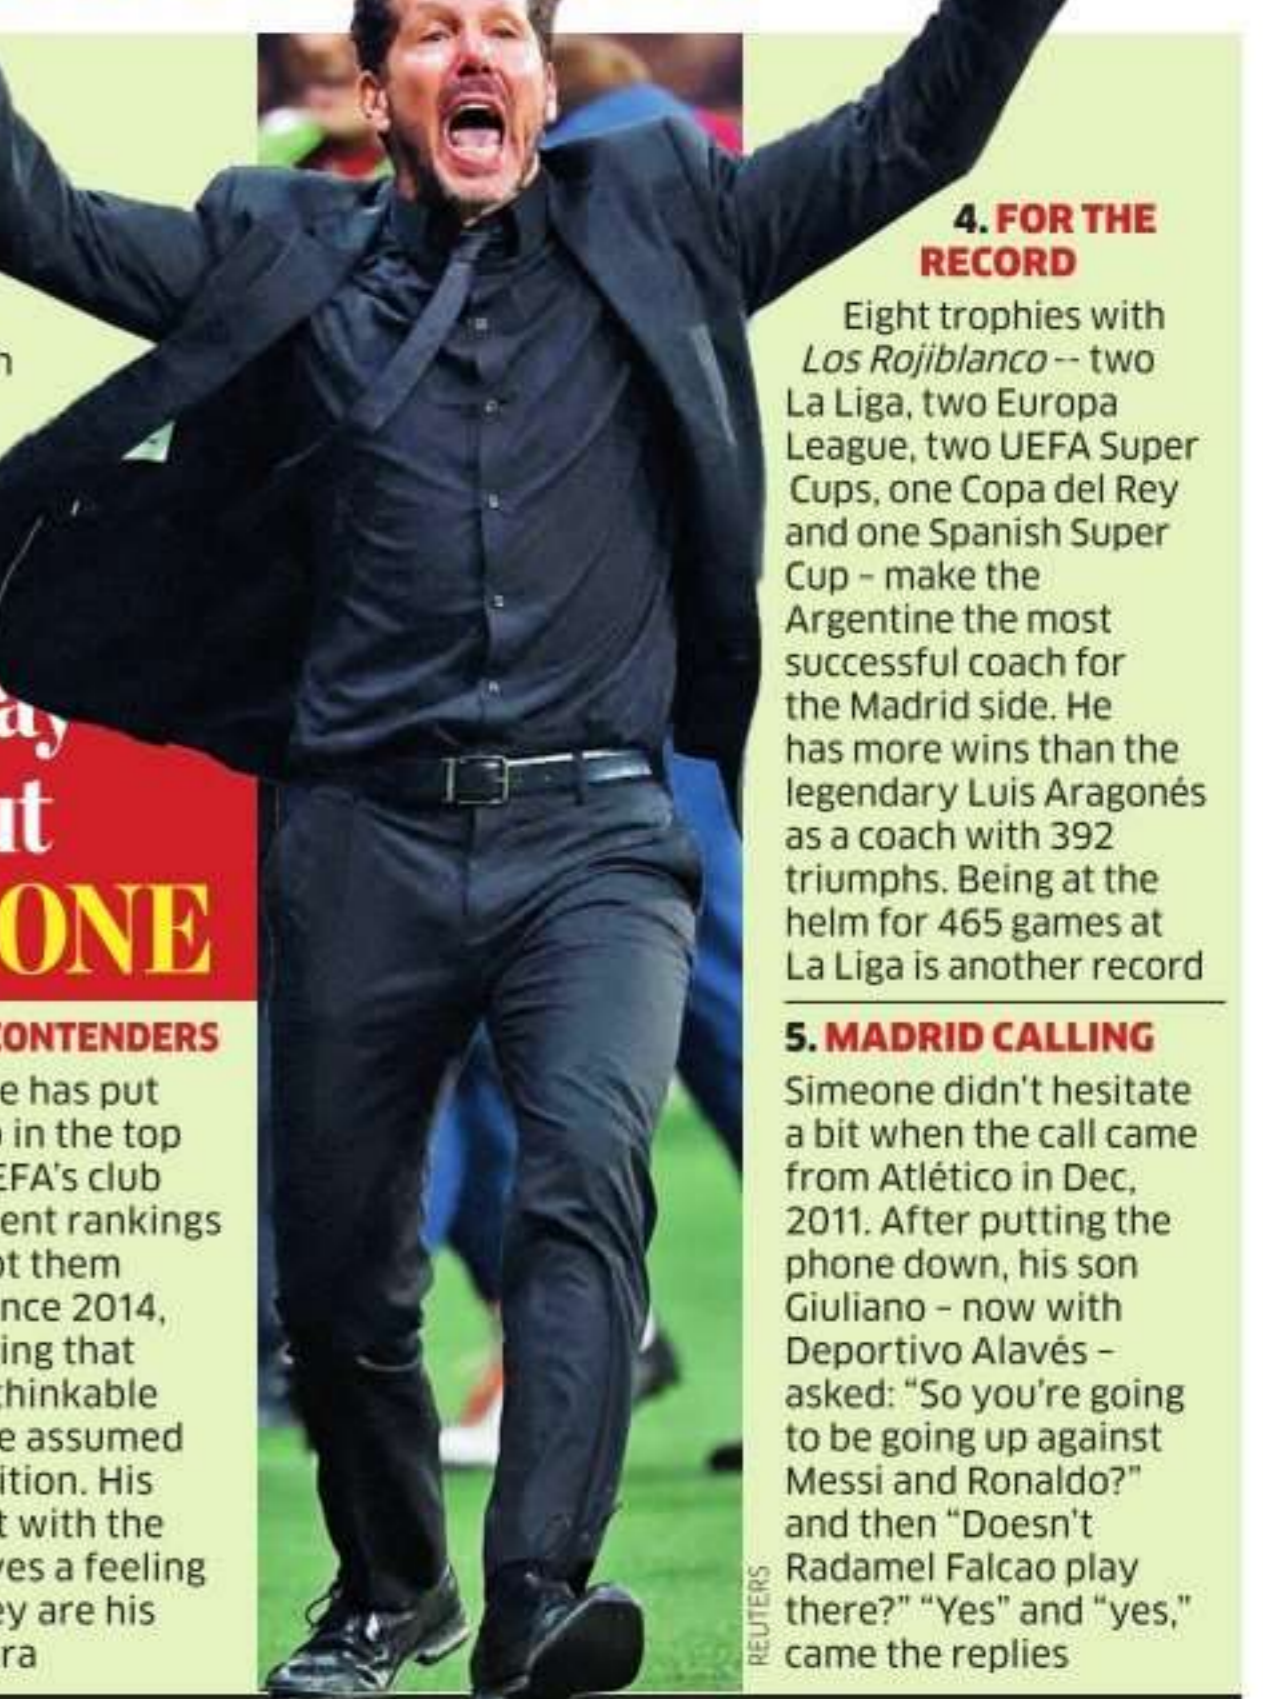 ay
ut
ONE
CONTENDERS
e has put
in the top
EFA's club
ent rankings
ot them
nce 2014,
ing that
thinkable
e assumed
ition. His
t with the
ves a feeling
ey are his
ra
4. FOR THE
RECORD
Eight trophies with
Los Rojiblanco -- two
La Liga, two Europa
League, two UEFA Super
Cups, one Copa del Rey
and one Spanish Super
Cup – make the
Argentine the most
successful coach for
the Madrid side. He
has more wins than the
legendary Luis Aragonés
as a coach with 392
triumphs. Being at the
helm for 465 games at
La Liga is another record
5. MADRID CALLING
Simeone didn't hesitate
a bit when the call came
from Atlético in Dec,
2011. After putting the
phone down, his son
Giuliano – now with
Deportivo Alavés –
asked: “So you're going
to be going up against
Messi and Ronaldo?”
and then “Doesn't
Radamel Falcao play
there?” “Yes” and “yes,”
came the replies
REUTERS